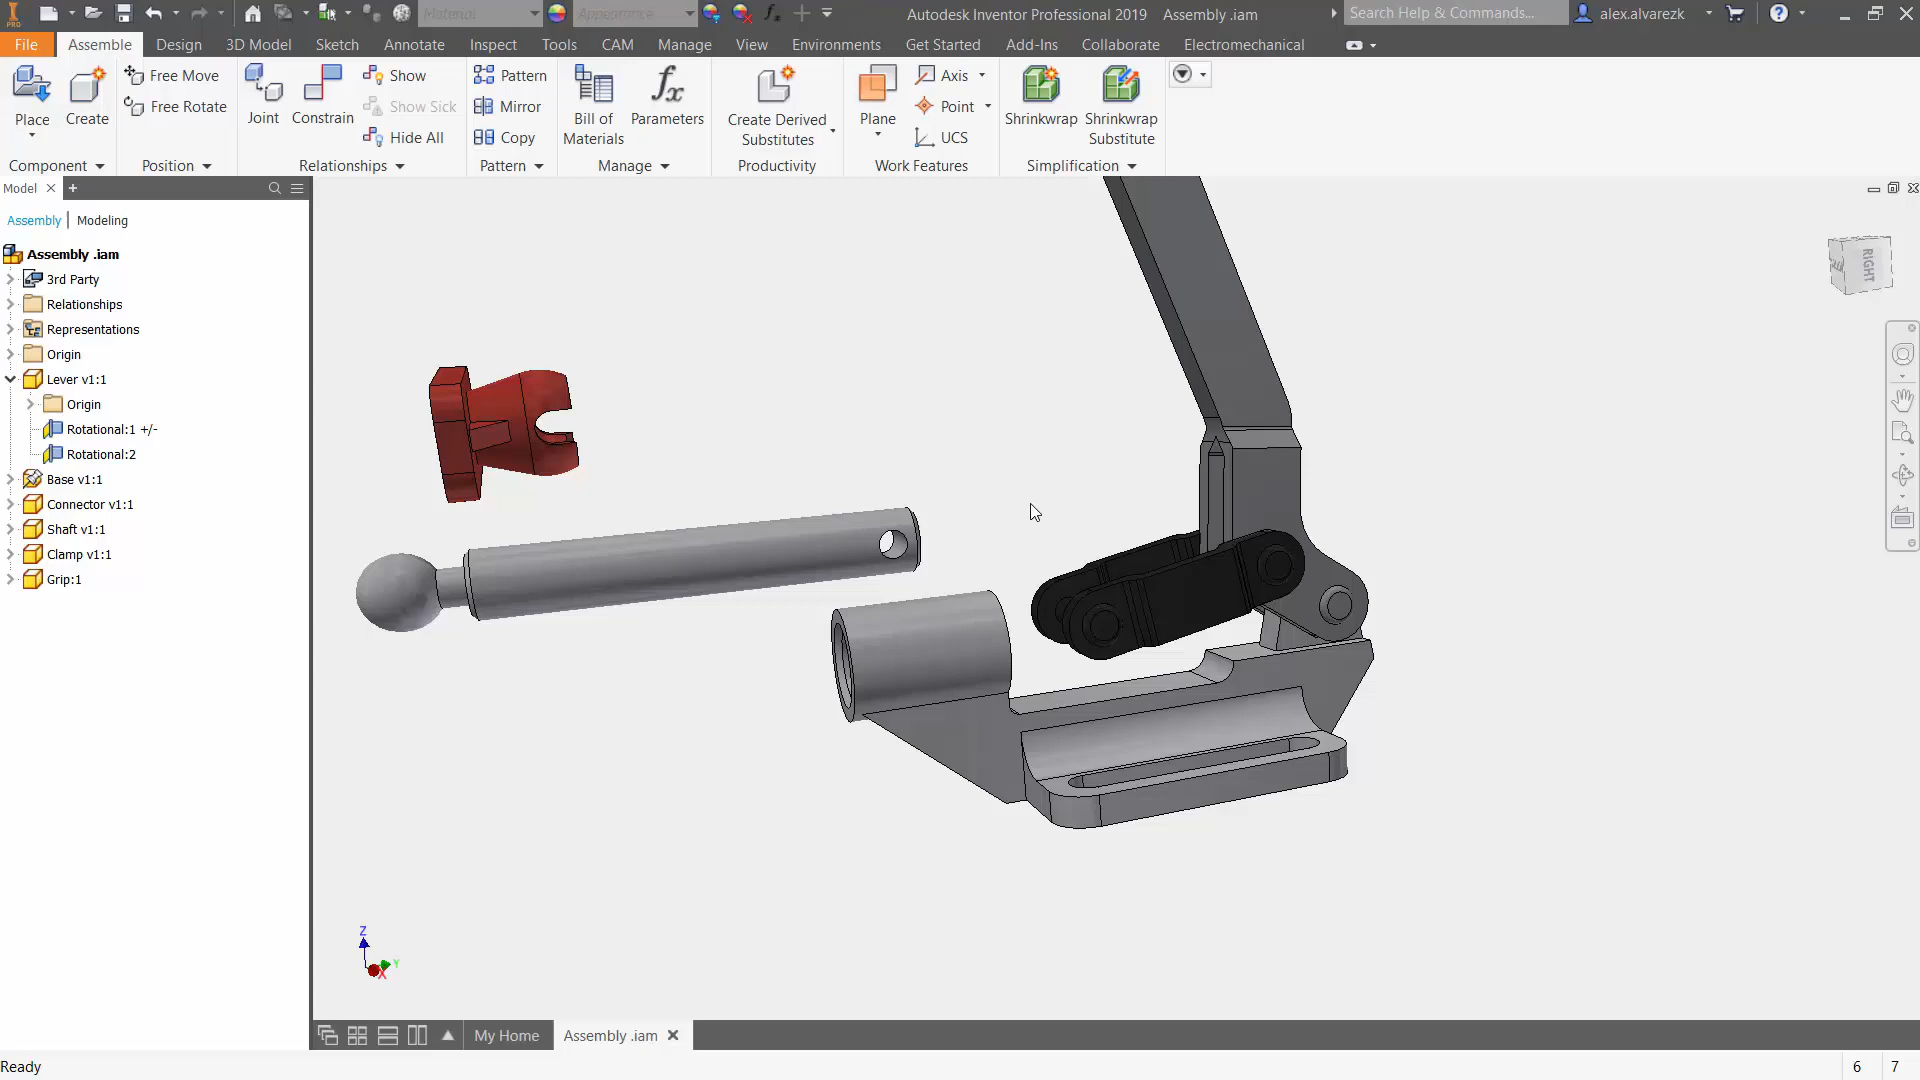 PRO
Material
Appearance
Autodesk Inventor Professional 2019 Assembly .iam
Search Help & Commands...
alex.alvarezk
File Assemble Design 3D Model Sketch Annotate Inspect Tools CAM Manage View Environments Get Started Add-Ins Collaborate Electromechanical
Place
Create
Free Move
Free Rotate
Joint
Constrain
Show
Show Sick
Hide All
Pattern
Mirror
Copy
Bill of
Materials
Parameters
Create Derived
Substitutes
Plane
Axis
Point
UCS
Shrinkwrap
Shrinkwrap
Substitute
Component Position Relationships Pattern Manage Productivity Work Features Simplification
Model
Assembly Modeling
Assembly .iam
3rd Party
Relationships
Representations
Origin
Lever v1:1
Origin
Rotational:1 +/-
Rotational:2
Base v1:1
Connector v1:1
Shaft v1:1
Clamp v1:1
Grip:1
RIGHT
Z
Y
X
My Home Assembly .iam
Ready
6 7